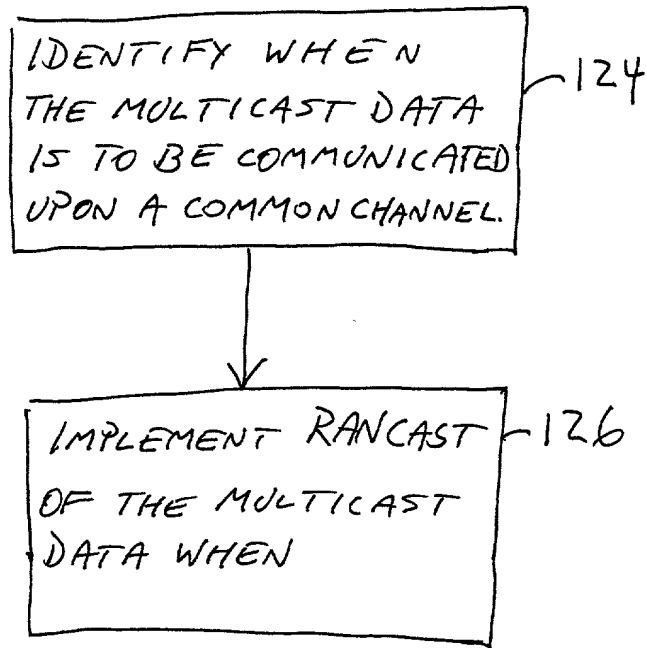 IDENTIFY WHEN
THE MULTICAST DATA
IS TO BE COMMUNICATED
UPON A COMMON CHANNEL.
124
IMPLEMENT RANCAST
OF THE MULTICAST
DATA WHEN
126